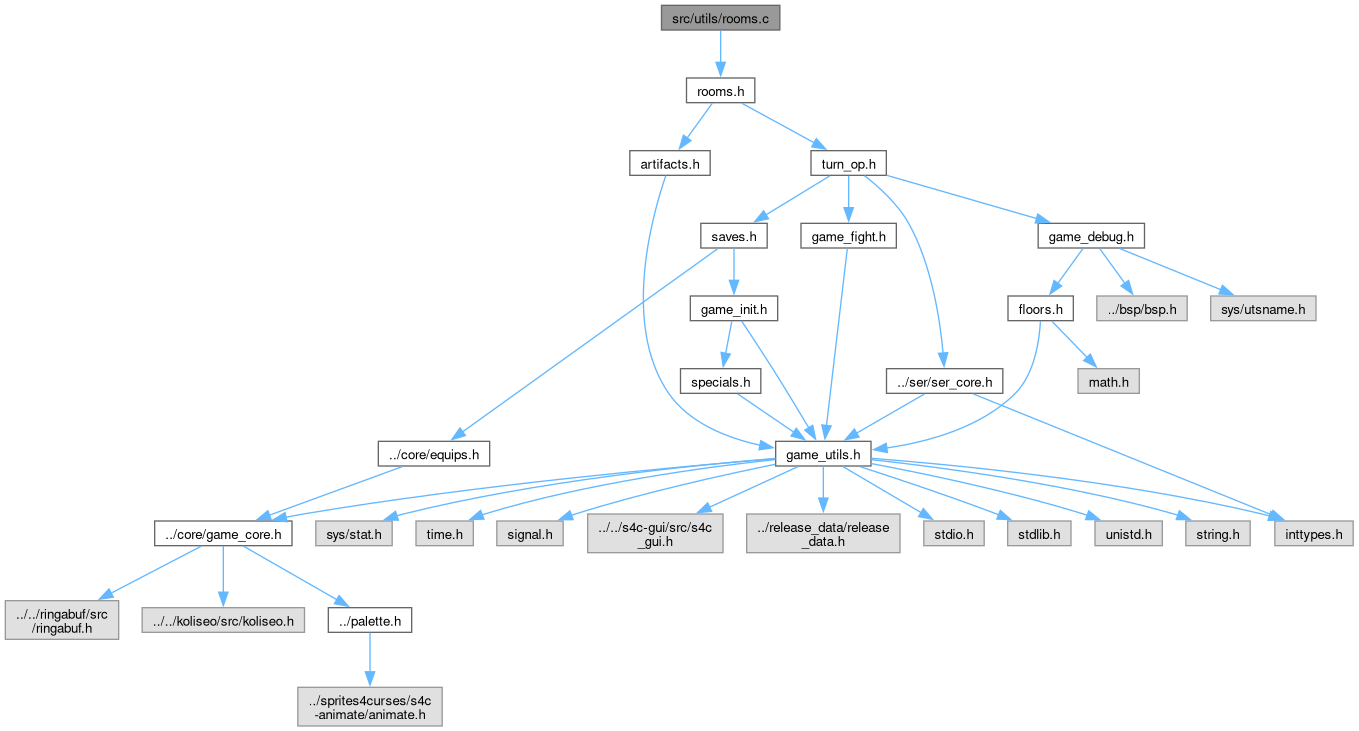 src/utils/rooms.c
rooms.h
artifacts.h
turn_op.h
saves.h
game_fight.h
game_debug.h
game_init.h
floors.h
../bsp/bsp.h
sys/utsname.h
specials.h
../ser/ser_core.h
math.h
../core/equips.h
game_utils.h
../core/game_core.h
sys/stat.h
time.h
signal.h
../../s4c-gui/src/s4c
_gui.h
../release_data/release
_data.h
stdio.h
stdlib.h
unistd.h
string.h
inttypes.h
../../ringabuf/src
/ringabuf.h
../../koliseo/src/koliseo.h
../palette.h
../sprites4curses/s4c
-animate/animate.h